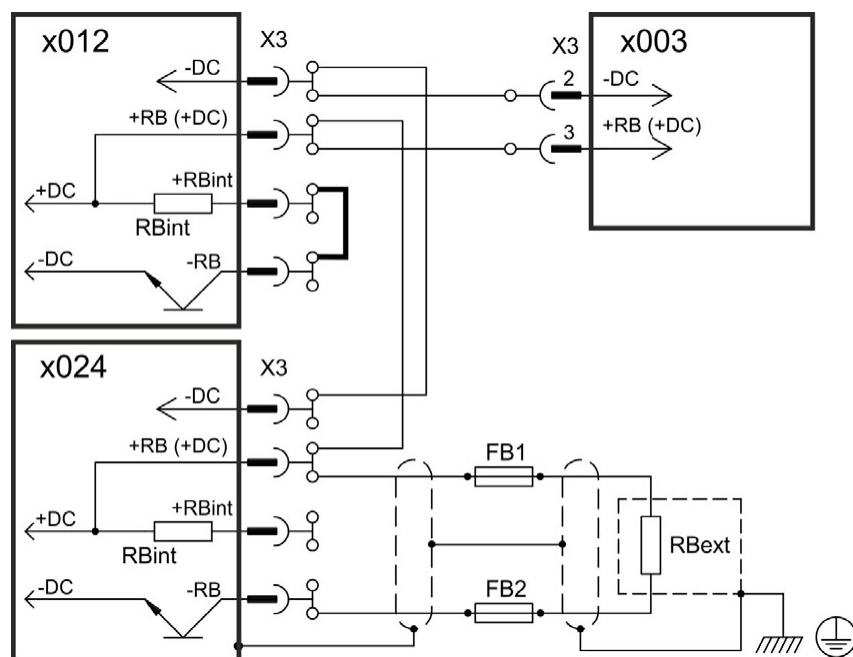 x012
X3
-DC
+RB (+DC)
+DC
+RBint
RBint
-DC
-RB
X3
x003
2
-DC
3
+RB (+DC)
x024
X3
-DC
+RB (+DC)
+DC
+RBint
RBint
-DC
-RB
FB1
RBext
FB2